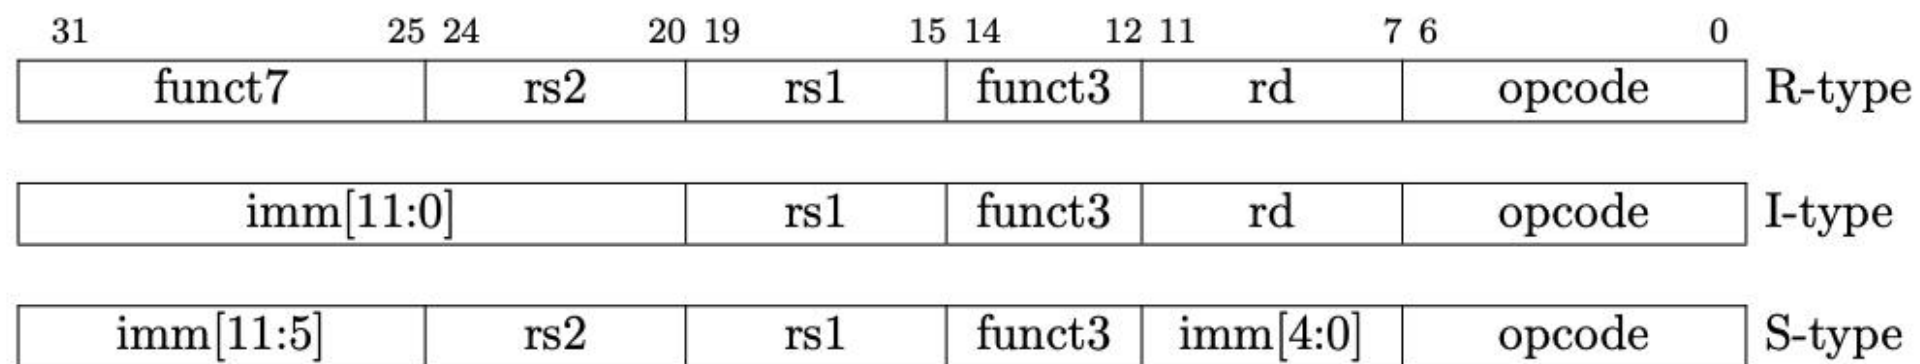 31 25 24 20 19 15 14 12 11 7 6 0
funct7 rs2 rs1 funct3 rd opcode R-type
imm[11:0] rs1 funct3 rd opcode I-type
imm[11:5] rs2 rs1 funct3 imm[4:0] opcode S-type